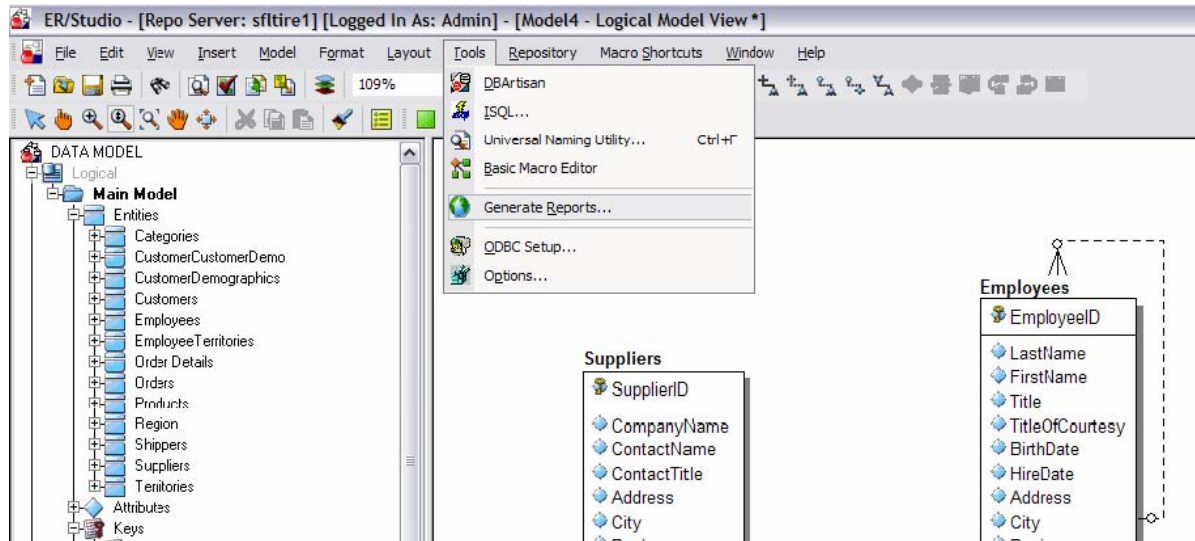 ER/Studio - [Repo Server: sfltire1] [Logged In As: Admin] - [Model4 - Logical Model View *]
File Edit View Insert Model Format Layout Tools Repository Macro Shortcuts Window Help
109%
DBArtisan
ISQL...
Universal Naming Utility...
Basic Macro Editor
Generate Reports...
ODBC Setup...
Options...
DATA MODEL
Logical
Main Model
Entities
Categories
CustomerCustomerDemo
CustomerDemographics
Customers
Employees
EmployeeTerritories
Order Details
Orders
Products
Region
Shippers
Suppliers
Territories
Attributes
Keys
Suppliers
SupplierID
CompanyName
ContactName
ContactTitle
Address
City
Employees
EmployeeID
LastName
FirstName
Title
TitleOfCourtesy
BirthDate
HireDate
Address
City